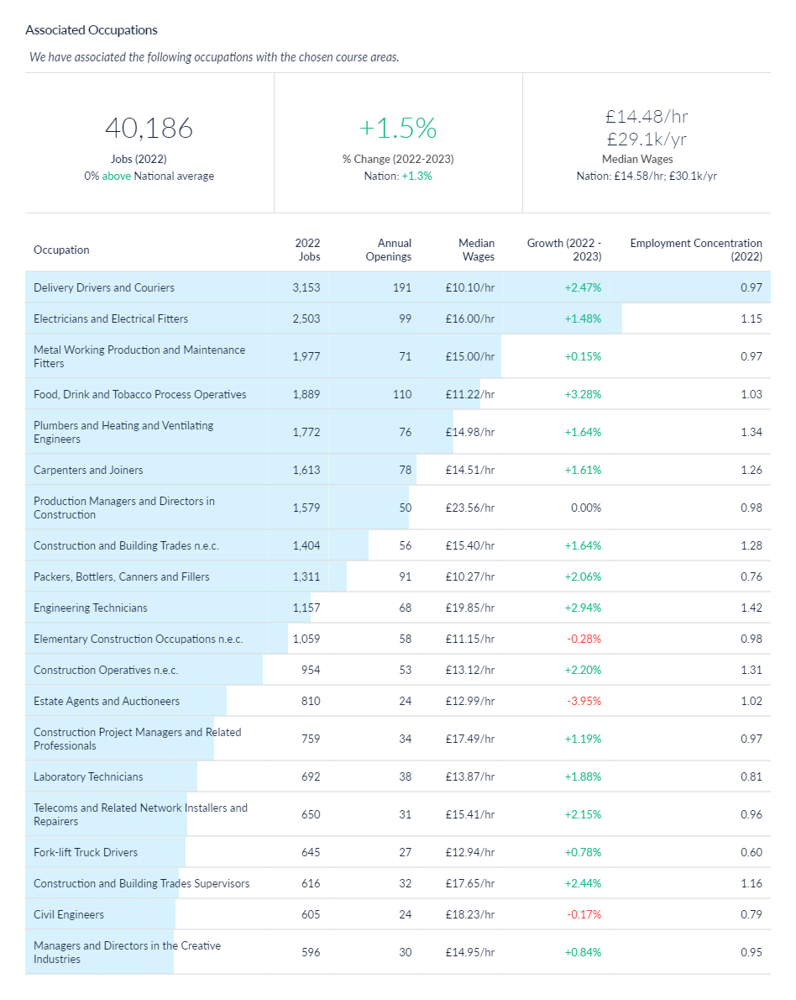 Associated Occupations
We have associated the following occupations with the chosen course areas.
40,186
Jobs (2022)
0% above National average
+1.5%
% Change (2022-2023)
Nation: +1.3%
£14.48/hr
£29.1k/yr
Median Wages
Nation: £14.58/hr; £30.1k/yr
Occupation 2022 Jobs Annual Openings Median Wages Growth (2022 - 2023) Employment Concentration (2022)
Delivery Drivers and Couriers 3,153 191 £10.10/hr +2.47% 0.97
Electricians and Electrical Fitters 2,503 99 £16.00/hr +1.48% 1.15
Metal Working Production and Maintenance Fitters 1,977 71 £15.00/hr +0.15% 0.97
Food, Drink and Tobacco Process Operatives 1,889 110 £11.22/hr +3.28% 1.03
Plumbers and Heating and Ventilating Engineers 1,772 76 £14.98/hr +1.64% 1.34
Carpenters and Joiners 1,613 78 £14.51/hr +1.61% 1.26
Production Managers and Directors in Construction 1,579 50 £23.56/hr 0.00% 0.98
Construction and Building Trades n.e.c. 1,404 56 £15.40/hr +1.64% 1.28
Packers, Bottlers, Canners and Fillers 1,311 91 £10.27/hr +2.06% 0.76
Engineering Technicians 1,157 68 £19.85/hr +2.94% 1.42
Elementary Construction Occupations n.e.c. 1,059 58 £11.15/hr -0.28% 0.98
Construction Operatives n.e.c. 954 53 £13.12/hr +2.20% 1.31
Estate Agents and Auctioneers 810 24 £12.99/hr -3.95% 1.02
Construction Project Managers and Related Professionals 759 34 £17.49/hr +1.19% 0.97
Laboratory Technicians 692 38 £13.87/hr +1.88% 0.81
Telecoms and Related Network Installers and Repairers 650 31 £15.41/hr +2.15% 0.96
Fork-lift Truck Drivers 645 27 £12.94/hr +0.78% 0.60
Construction and Building Trades Supervisors 616 32 £17.65/hr +2.44% 1.16
Civil Engineers 605 24 £18.23/hr -0.17% 0.79
Managers and Directors in the Creative Industries 596 30 £14.95/hr +0.84% 0.95